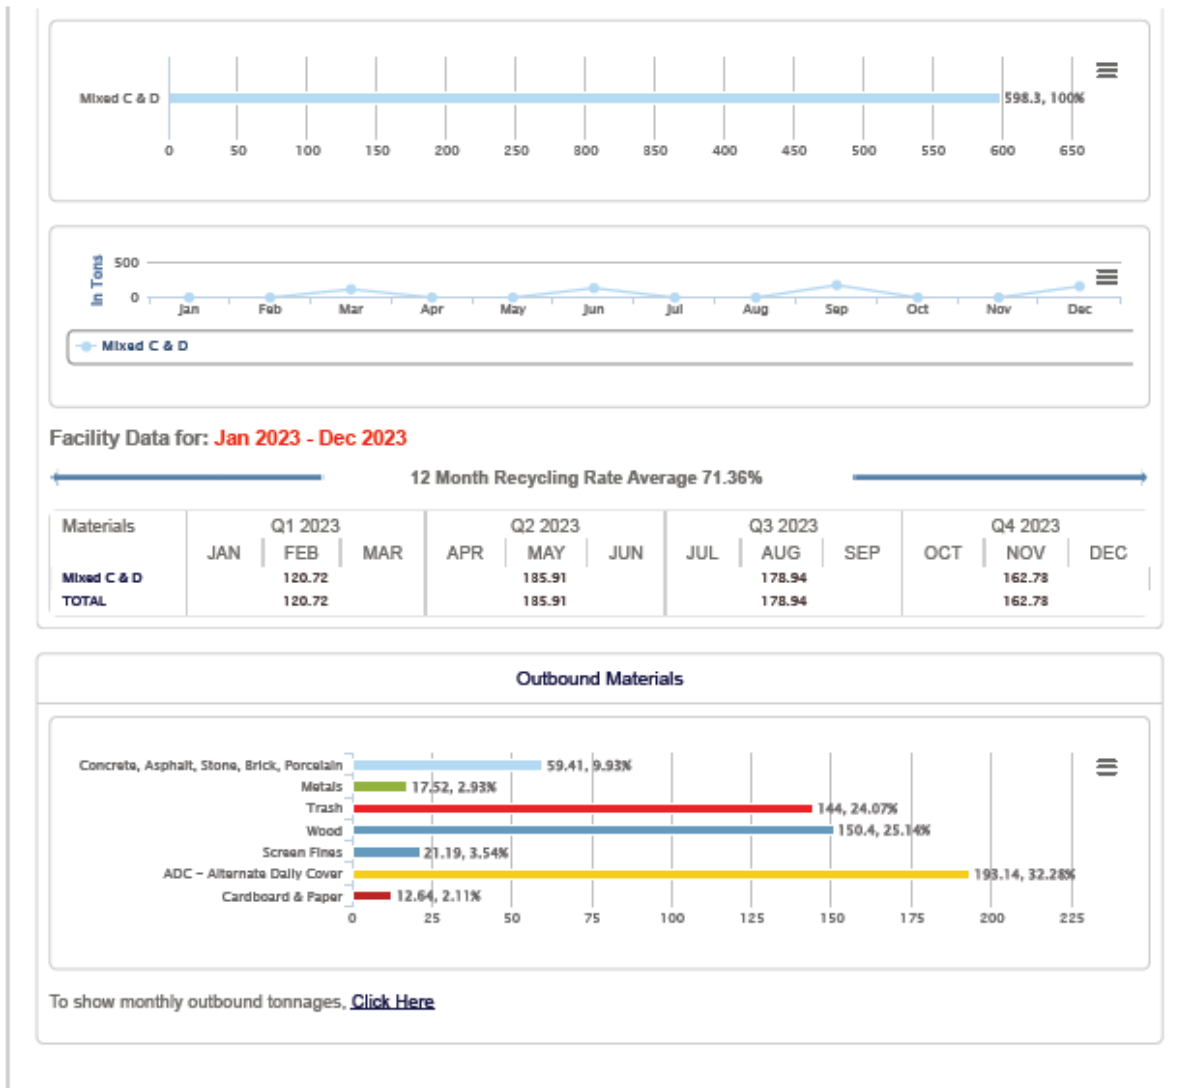 Mixed C & D
598.3, 100%
0 50 100 150 200 250 300 350 400 450 500 550 600 650
In Tons
500
0
Jan Feb Mar Apr May Jun Jul Aug Sep Oct Nov Dec
Mixed C & D
Facility Data for: Jan 2023 - Dec 2023
12 Month Recycling Rate Average 71.36%
Materials Q1 2023 Q2 2023 Q3 2023 Q4 2023
JAN FEB MAR APR MAY JUN JUL AUG SEP OCT NOV DEC
Mixed C & D 120.72 135.91 178.94 162.73
TOTAL 120.72 135.91 178.94 162.73
Outbound Materials
Concrete, Asphalt, Stone, Brick, Porcelain 59.41, 9.93%
Metals 17.52, 2.93%
Trash 144, 24.07%
Wood 150.4, 25.14%
Screen Fines 21.19, 3.54%
ADC - Alternate Daily Cover 193.14, 32.28%
Cardboard & Paper 12.64, 2.11%
0 25 50 75 100 125 150 175 200 225
To show monthly outbound tonnages, Click Here